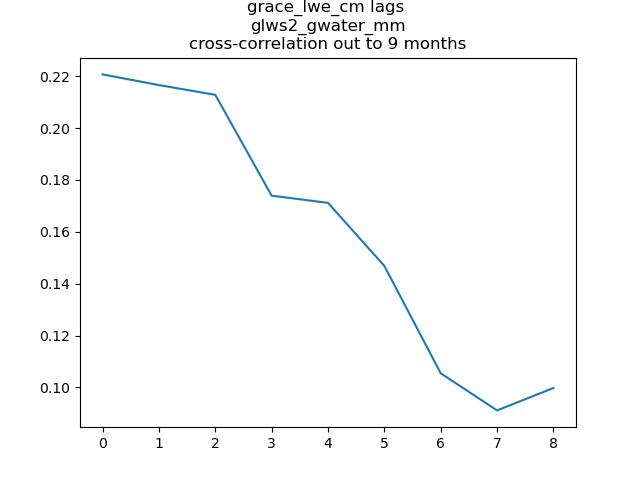 grace_lwe_cm lags
glws2_gwater_mm
cross-correlation out to 9 months
0.22
0.20
0.18
0.16
0.14
0.12
0.10
0 1 2 3 4 5 6 7 8